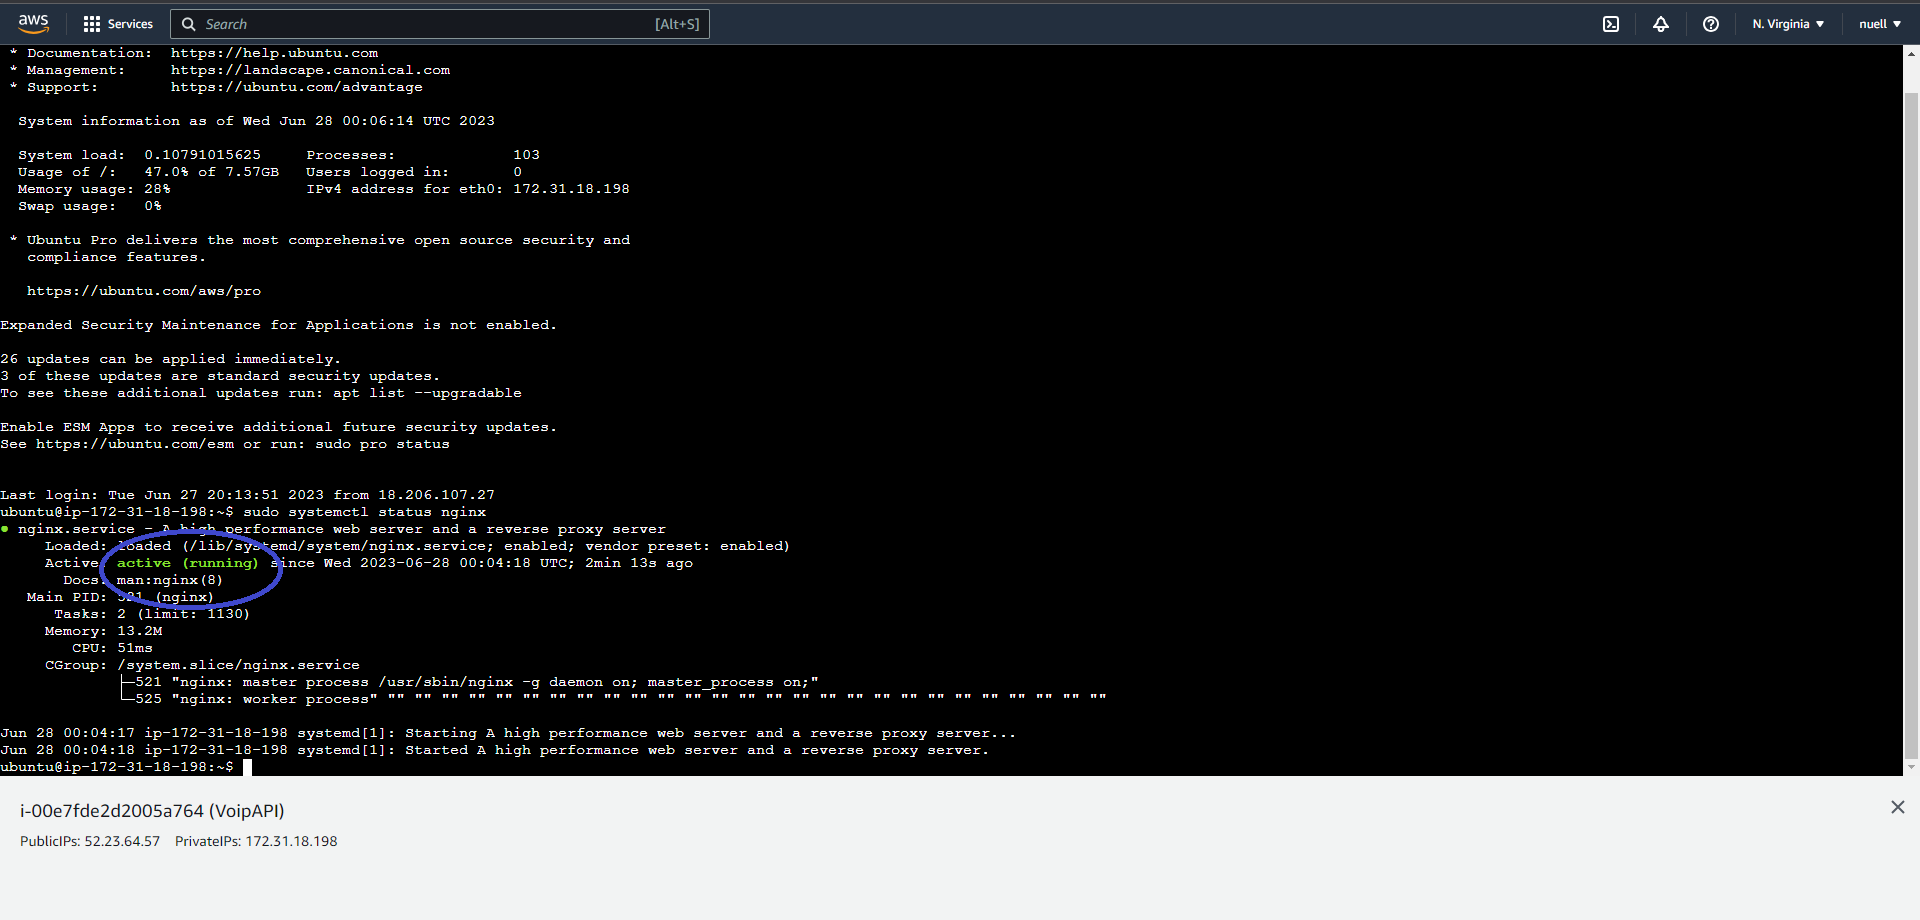 aws Services Search [Alt+S] N. Virginia nuell
* Documentation: https://help.ubuntu.com
* Management: https://landscape.canonical.com
* Support: https://ubuntu.com/advantage
System information as of Wed Jun 28 00:06:14 UTC 2023
System load: 0.10791015625 Processes: 103
Usage of /: 47.0% of 7.57GB Users logged in: 0
Memory usage: 28% IPv4 address for eth0: 172.31.18.198
Swap usage: 0%
* Ubuntu Pro delivers the most comprehensive open source security and
compliance features.
https://ubuntu.com/aws/pro
Expanded Security Maintenance for Applications is not enabled.
26 updates can be applied immediately.
3 of these updates are standard security updates.
To see these additional updates run: apt list --upgradable
Enable ESM Apps to receive additional future security updates.
See https://ubuntu.com/esm or run: sudo pro status
Last login: Tue Jun 27 20:13:51 2023 from 18.206.107.27
ubuntu@ip-172-31-18-198:~$ sudo systemctl status nginx
● nginx.service - A high performance web server and a reverse proxy server
Loaded: loaded (/lib/systemd/system/nginx.service; enabled; vendor preset: enabled)
Active: active (running) since Wed 2023-06-28 00:04:18 UTC; 2min 13s ago
Docs: man:nginx(8)
Main PID: 521 (nginx)
Tasks: 2 (limit: 1130)
Memory: 13.2M
CPU: 51ms
CGroup: /system.slice/nginx.service
├─521 "nginx: master process /usr/sbin/nginx -g daemon on; master_process on;"
└─525 "nginx: worker process" "" "" "" "" "" "" "" "" "" "" "" "" "" "" "" "" "" "" "" "" "" "" "" "" "" "" ""
Jun 28 00:04:17 ip-172-31-18-198 systemd[1]: Starting A high performance web server and a reverse proxy server...
Jun 28 00:04:18 ip-172-31-18-198 systemd[1]: Started A high performance web server and a reverse proxy server.
ubuntu@ip-172-31-18-198:~$
i-00e7fde2d2005a764 (VoipAPI)
PublicIPs: 52.23.64.57 PrivateIPs: 172.31.18.198